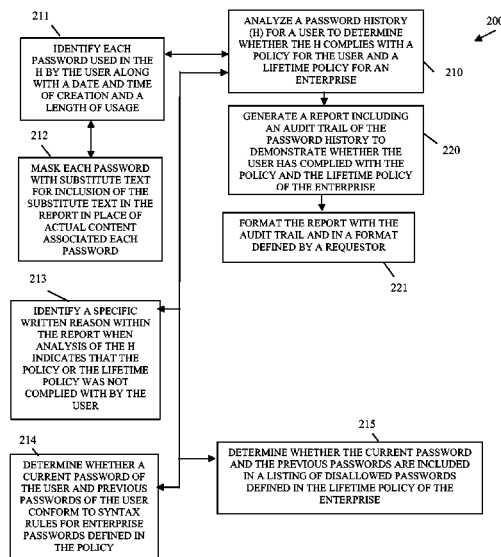 200
211
IDENTIFY EACH
PASSWORD USED IN THE
H BY THE USER ALONG
WITH A DATE AND TIME
OF CREATION AND A
LENGTH OF USAGE
ANALYZE A PASSWORD HISTORY
(H) FOR A USER TO DETERMINE
WHETHER THE H COMPLIES WITH A
POLICY FOR THE USER AND A
LIFETIME POLICY FOR AN
ENTERPRISE
210
GENERATE A REPORT INCLUDING
AN AUDIT TRAIL OF THE
PASSWORD HISTORY TO
DEMONSTRATE WHETHER THE
USER HAS COMPLIED WITH THE
POLICY AND THE LIFETIME POLICY
OF THE ENTERPRISE
220
212
MASK EACH PASSWORD
WITH SUBSTITUTE TEXT
FOR INCLUSION OF THE
SUBSTITUTE TEXT IN THE
REPORT IN PLACE OF
ACTUAL CONTENT
ASSOCIATED EACH
PASSWORD
FORMAT THE REPORT WITH THE
AUDIT TRAIL AND IN A FORMAT
DEFINED BY A REQUESTOR
221
213
IDENTIFY A SPECIFIC
WRITTEN REASON WITHIN
THE REPORT WHEN
ANALYSIS OF THE H
INDICATES THAT THE
POLICY OR THE LIFETIME
POLICY WAS NOT
COMPLIED WITH BY THE
USER
214
DETERMINE WHETHER A
CURRENT PASSWORD OF
THE USER AND PREVIOUS
PASSWORDS OF THE USER
CONFORM TO SYNTAX
RULES FOR ENTERPRISE
PASSWORDS DEFINED IN
THE POLICY
215
DETERMINE WHETHER THE CURRENT PASSWORD
AND THE PREVIOUS PASSWORDS ARE INCLUDED
IN A LISTING OF DISALLOWED PASSWORDS
DEFINED IN THE LIFETIME POLICY OF THE
ENTERPRISE